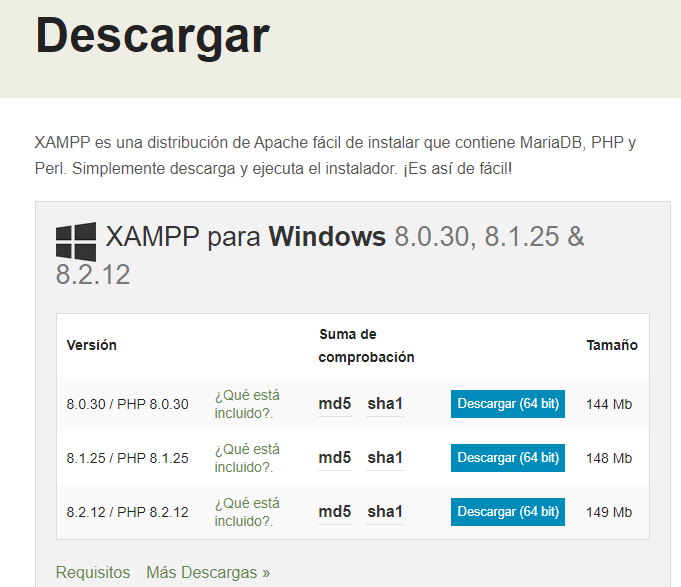 Descargar
XAMPP es una distribución de Apache fácil de instalar que contiene MariaDB, PHP y
Perl. Simplemente descarga y ejecuta el instalador. ¡Es así de fácil!
XAMPP para Windows 8.0.30, 8.1.25 &
8.2.12
Versión Suma de comprobación Tamaño
8.0.30 / PHP 8.0.30 ¿Qué está incluido?. md5 sha1 Descargar (64 bit) 144 Mb
8.1.25 / PHP 8.1.25 ¿Qué está incluido?. md5 sha1 Descargar (64 bit) 148 Mb
8.2.12 / PHP 8.2.12 ¿Qué está incluido?. md5 sha1 Descargar (64 bit) 149 Mb
Requisitos Más Descargas »